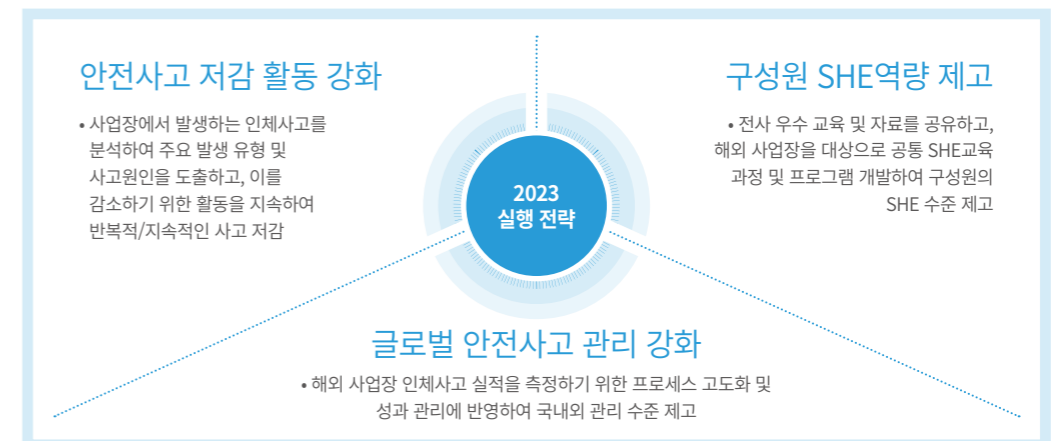 안전사고 저감 활동 강화
• 사업장에서 발생하는 인체사고를
분석하여 주요 발생 유형 및
사고원인을 도출하고, 이를
감소하기 위한 활동을 지속하여
반복적/지속적인 사고 저감
구성원 SHE역량 제고
• 전사 우수 교육 및 자료를 공유하고,
해외 사업장을 대상으로 공통 SHE교육
과정 및 프로그램 개발하여 구성원의
SHE 수준 제고
2023
실행 전략
글로벌 안전사고 관리 강화
• 해외 사업장 인체사고 실적을 측정하기 위한 프로세스 고도화 및
성과 관리에 반영하여 국내외 관리 수준 제고